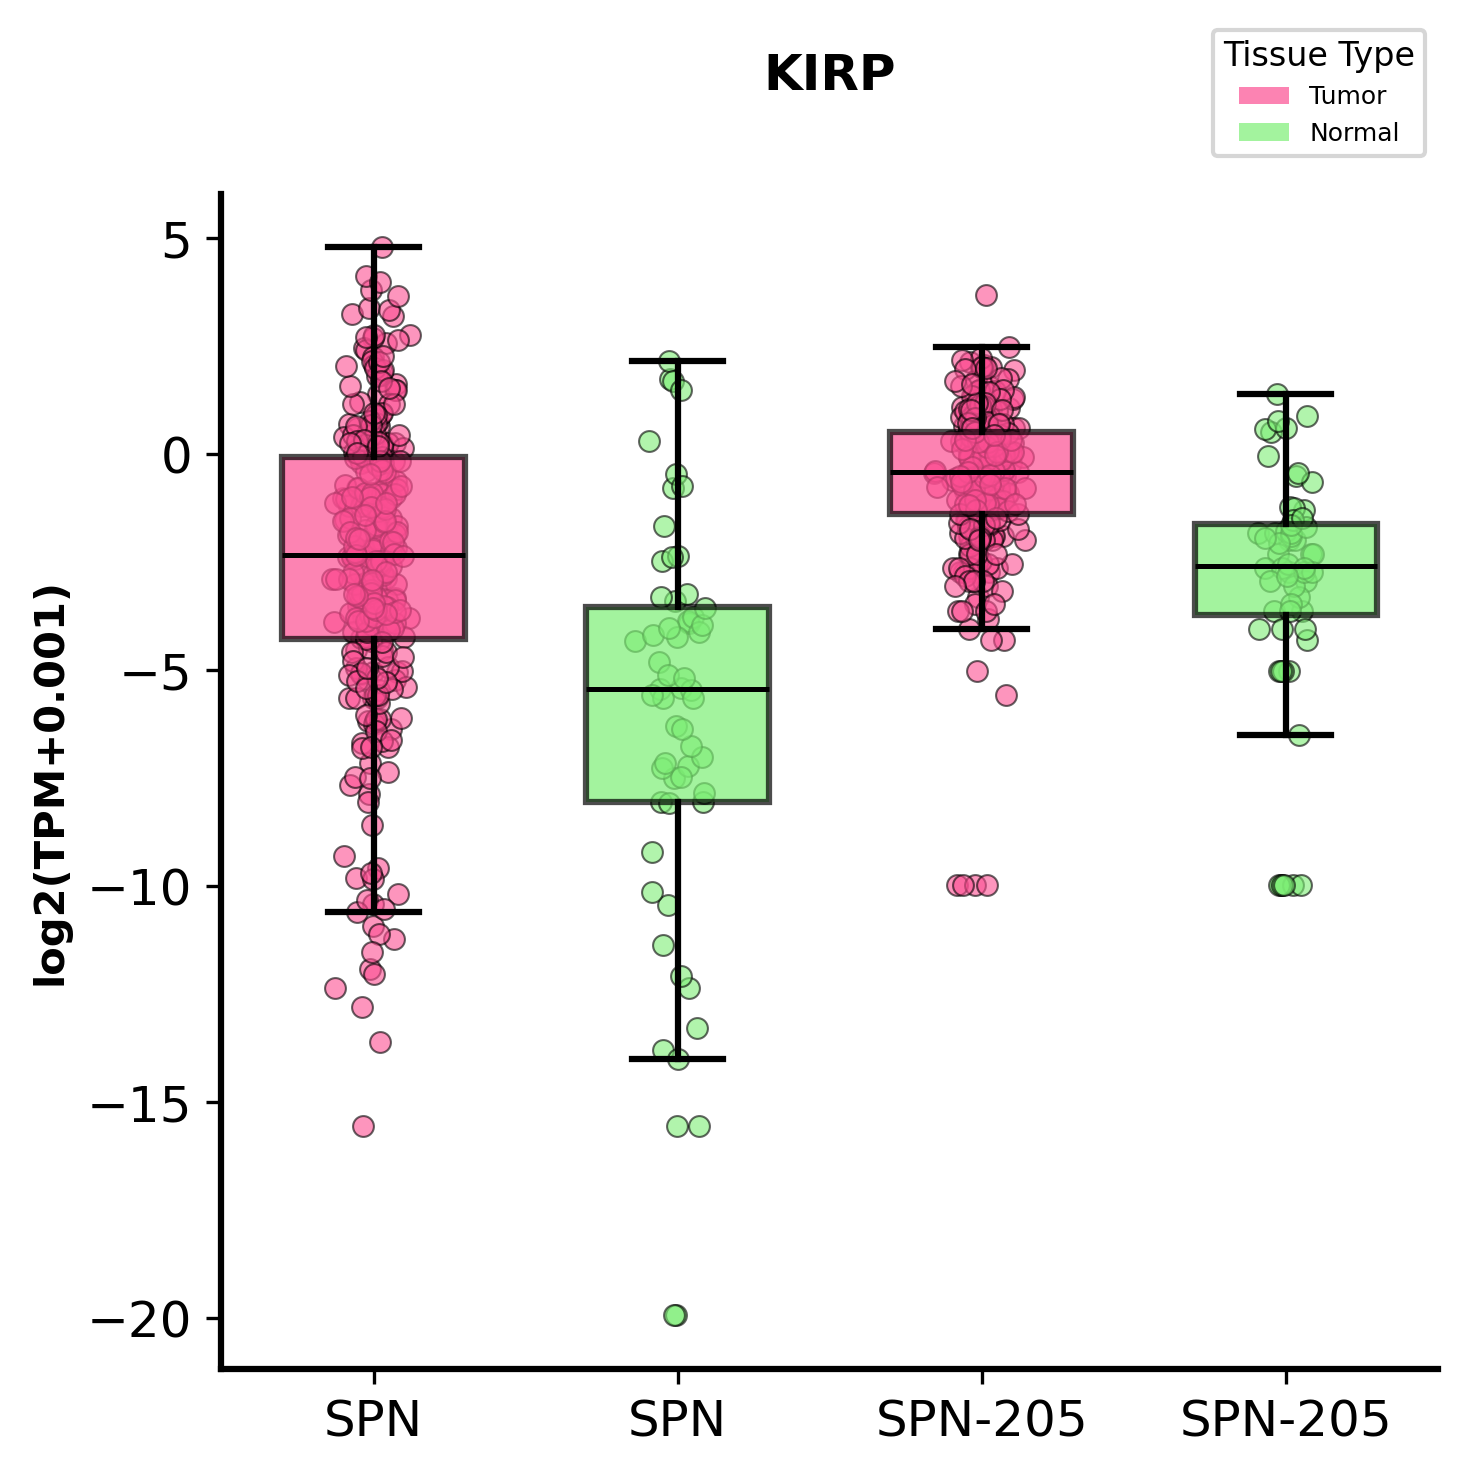 KIRP
Tissue Type
Tumor
Normal
log2(TPM+0.001)
5
0
−5
−10
−15
−20
SPN
SPN
SPN-205
SPN-205